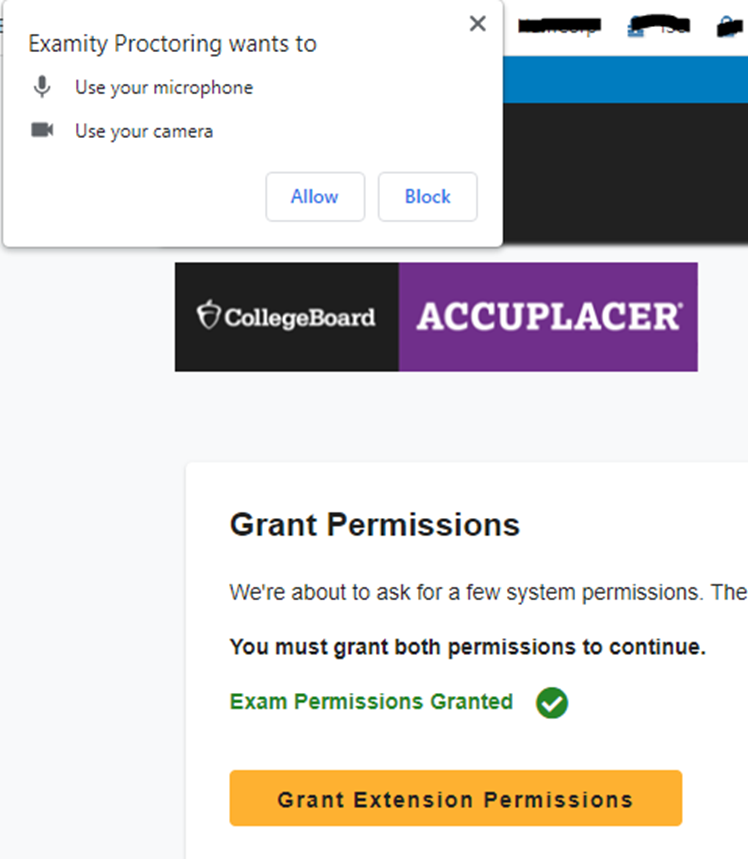 Examity Proctoring wants to
Use your microphone
Use your camera
Allow
Block
CollegeBoard
ACCUPLACER®
Grant Permissions
We're about to ask for a few system permissions. The
You must grant both permissions to continue.
Exam Permissions Granted
Grant Extension Permissions